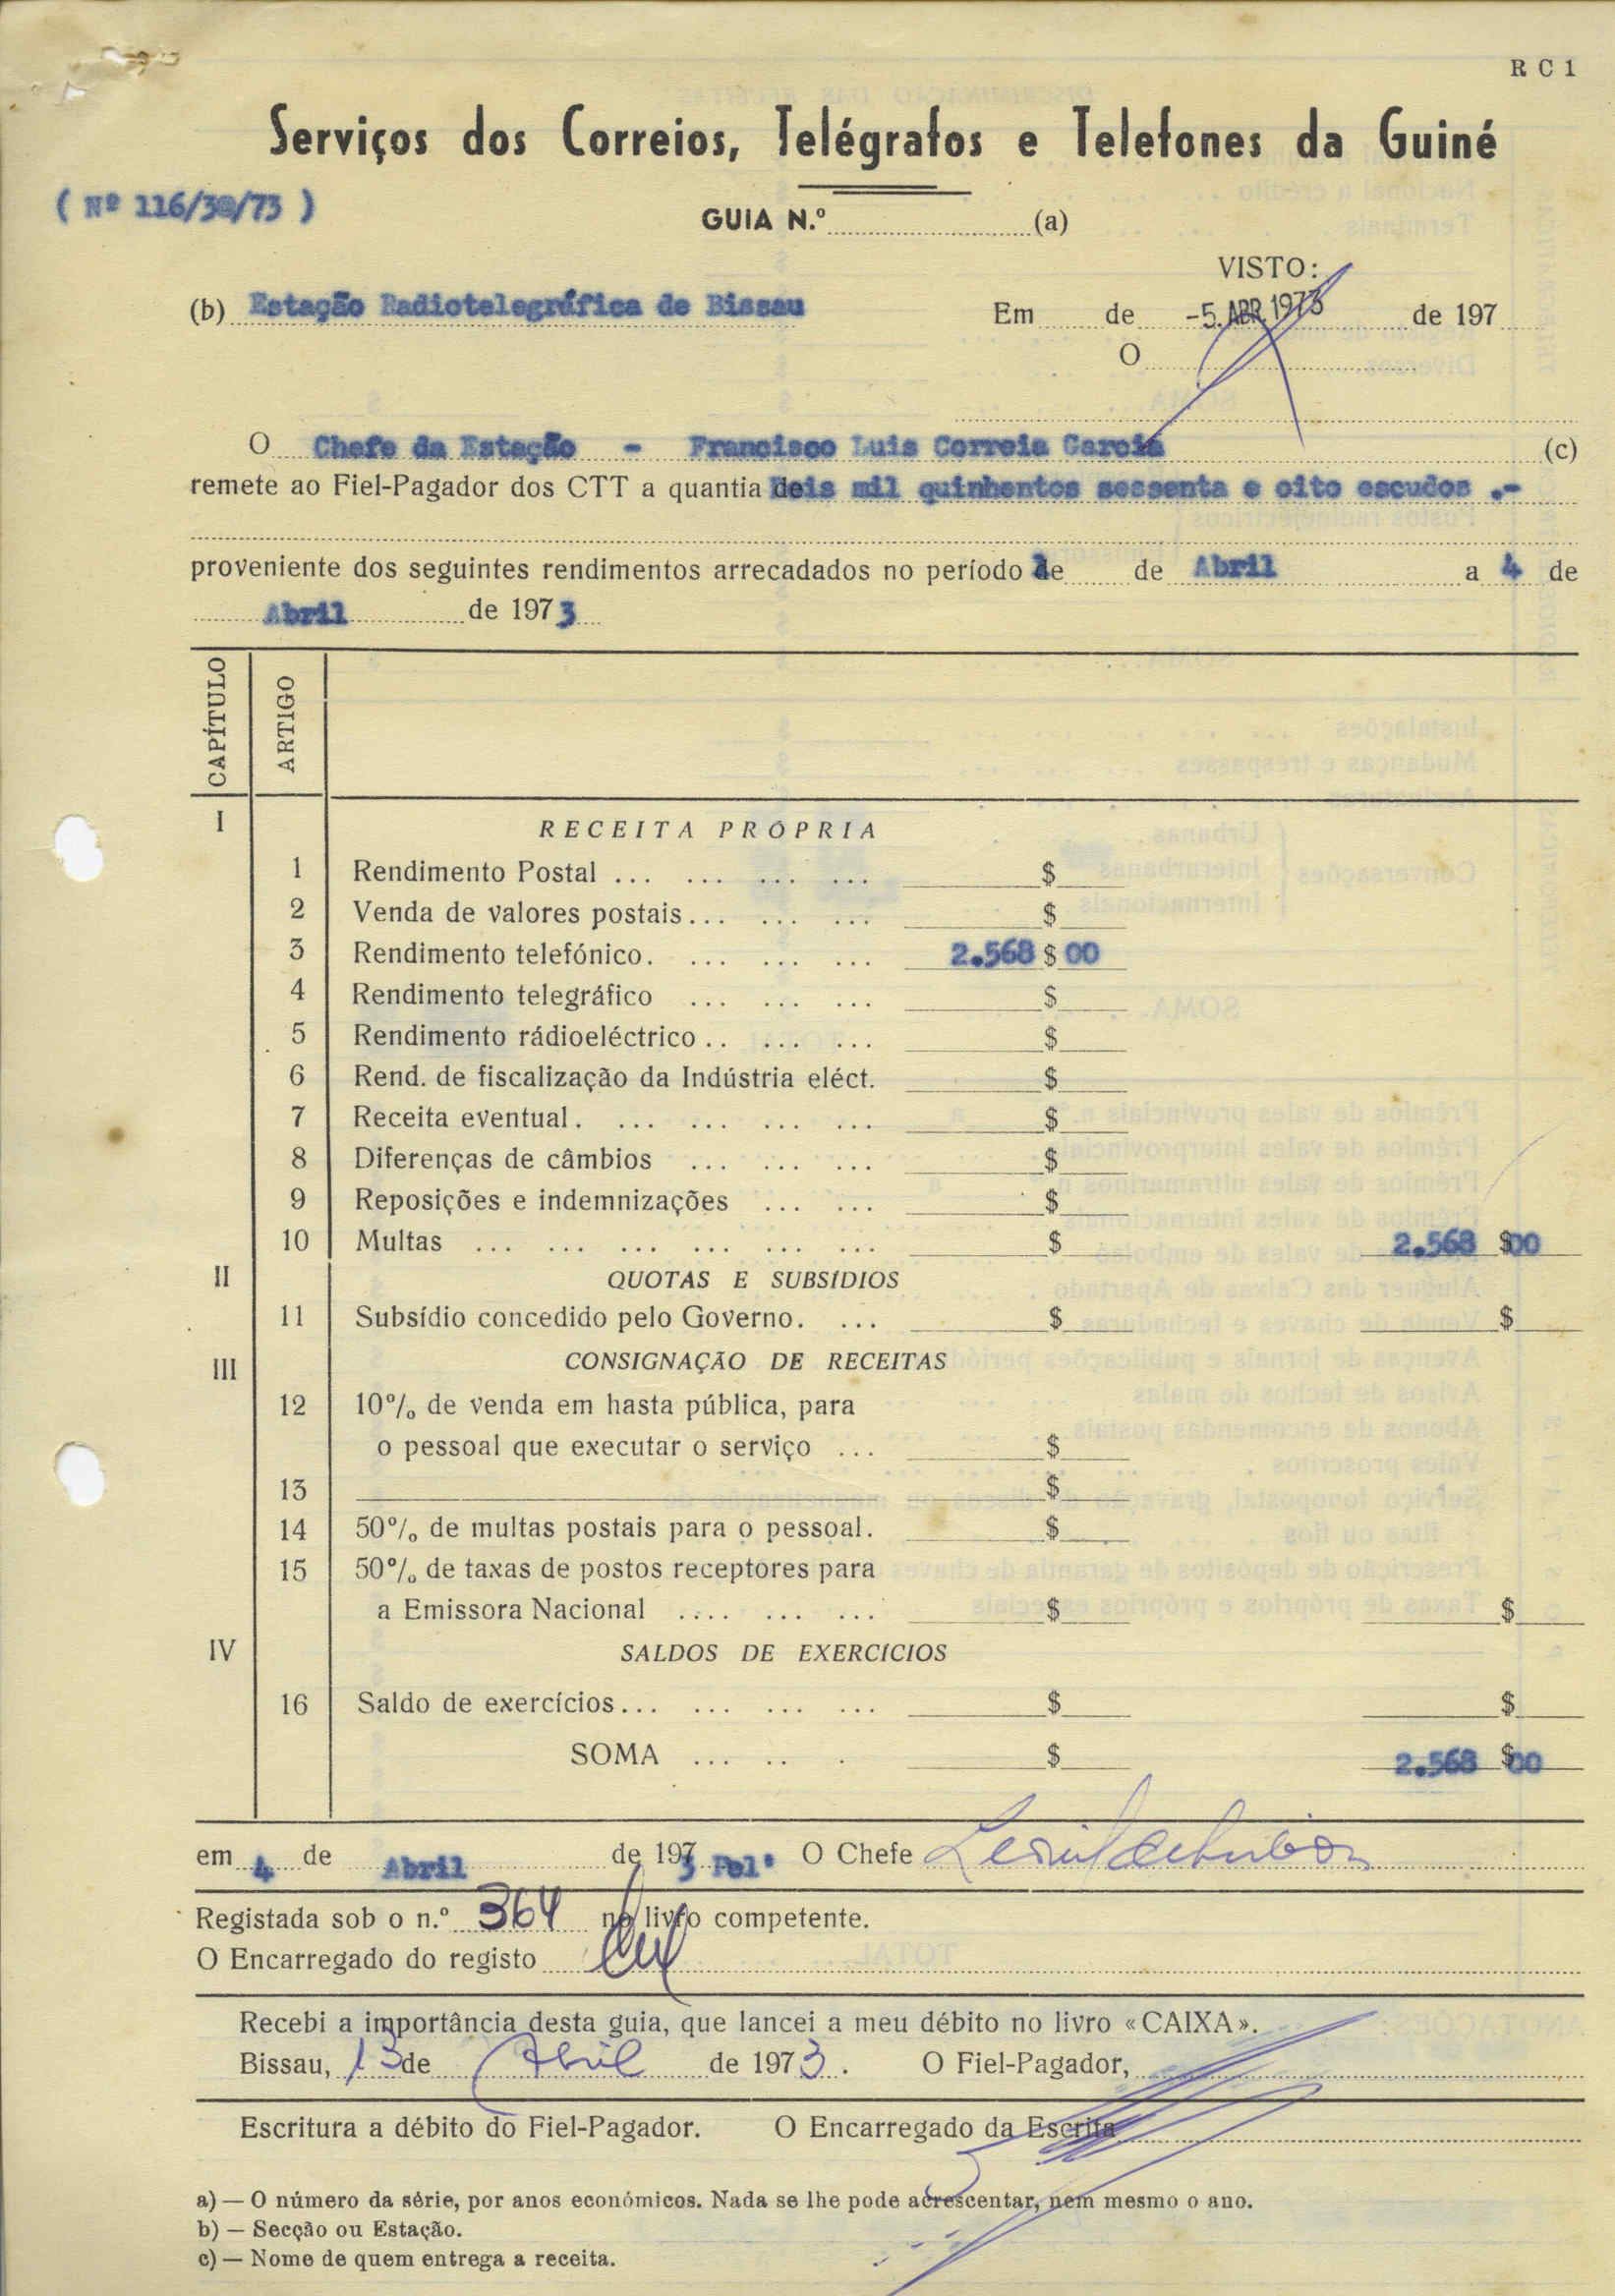 R C 1
Serviços dos Correios, Telégrafos e Telefones da Guiné
( Nº 116/30/73 )
GUIA N.º (a)
VISTO:
(b) Estação Radiotelegráfica de Bissau Em de -5.ABR.1973 de 197
O
O Chefe da Estação - Francisco Luis Correia Garcia (c)
remete ao Fiel-Pagador dos CTT a quantia dois mil quinhentos sessenta e oito escudos .-
proveniente dos seguintes rendimentos arrecadados no período de de Abril a 4 de
Abril de 1973
CAPÍTULO ARTIGO
I RECEITA PRÓPRIA
1 Rendimento Postal ... ... ... ... $
2 Venda de valores postais... ... ... $
3 Rendimento telefónico. ... ... ... 2.568 $ 00
4 Rendimento telegráfico ... ... ... $
5 Rendimento rádioeléctrico .. ... ... $
6 Rend. de fiscalização da Indústria eléct. $
7 Receita eventual. ... ... ... ... $
8 Diferenças de câmbios ... ... ... $
9 Reposições e indemnizações ... ... $
10 Multas ... ... ... ... ... ... $ 2.568 $00
II QUOTAS E SUBSÍDIOS
11 Subsídio concedido pelo Governo. ... $ $
III CONSIGNAÇÃO DE RECEITAS
12 10% de venda em hasta pública, para
o pessoal que executar o serviço ... $
13 $
14 50% de multas postais para o pessoal. $
15 50% de taxas de postos receptores para
a Emissora Nacional .... ... ... $ $
IV SALDOS DE EXERCÍCIOS
16 Saldo de exercícios... ... ... ... $ $
SOMA ... .. . $ 2.568 $00
em 4 de Abril de 1973 Pelº O Chefe
Registada sob o n.º 364 no livro competente.
O Encarregado do registo
Recebi a importância desta guia, que lancei a meu débito no livro «CAIXA».
Bissau, 13 de Abril de 1973. O Fiel-Pagador,
Escritura a débito do Fiel-Pagador. O Encarregado da Escrita
a) — O número da série, por anos económicos. Nada se lhe pode acrescentar, nem mesmo o ano.
b) — Secção ou Estação.
c) — Nome de quem entrega a receita.